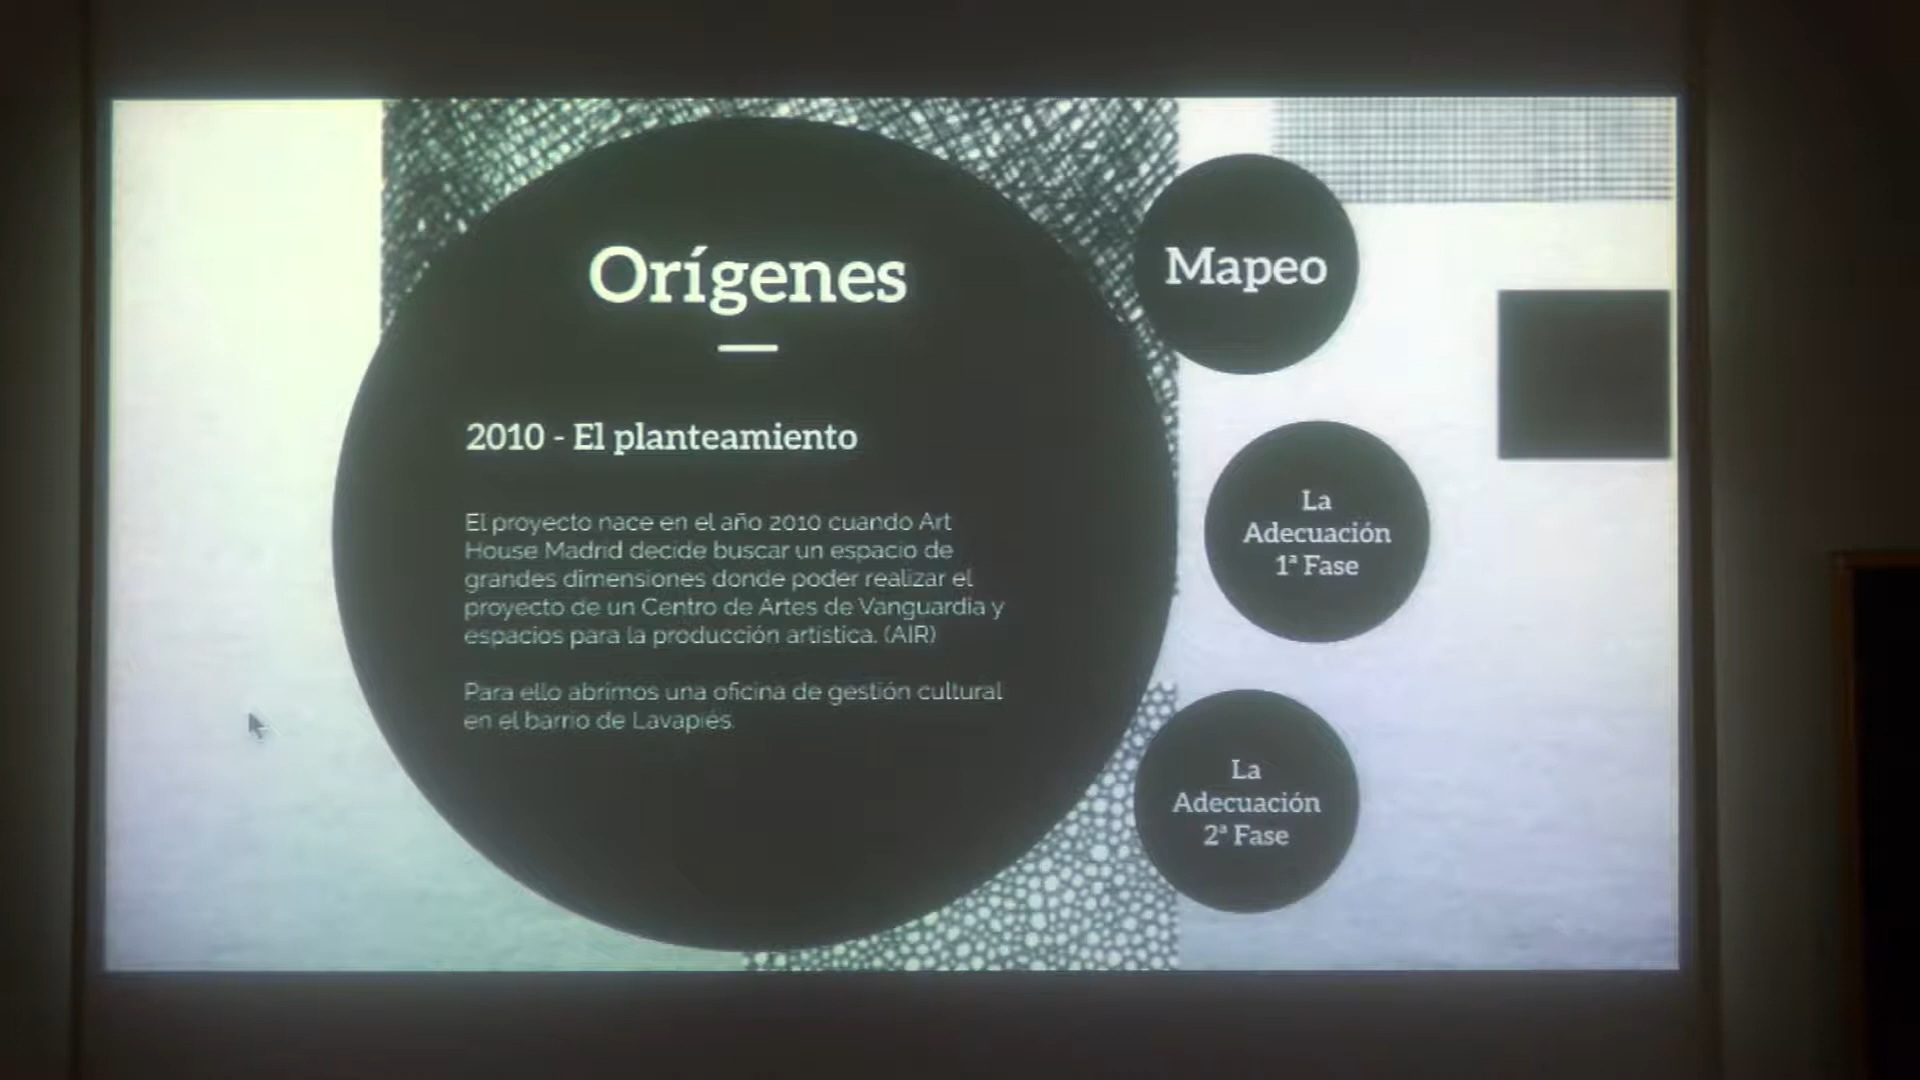 Orígenes
2010 - El planteamiento
El proyecto nace en el año 2010 cuando Art
House Madrid decide buscar un espacio de
grandes dimensiones donde poder realizar el
proyecto de un Centro de Artes de Vanguardia y
espacios para la producción artística. (AIR)
Para ello abrimos una oficina de gestión cultural
en el barrio de Lavapiés.
Mapeo
La
Adecuación
1ª Fase
La
Adecuación
2ª Fase